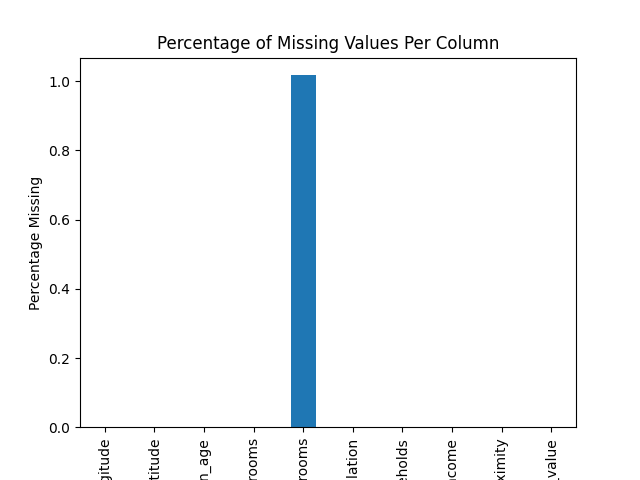 Percentage of Missing Values Per Column
Percentage Missing
1.0
0.8
0.6
0.4
0.2
0.0
gitude
titude
n_age
rooms
rooms
lation
eholds
ncome
ximity
_value